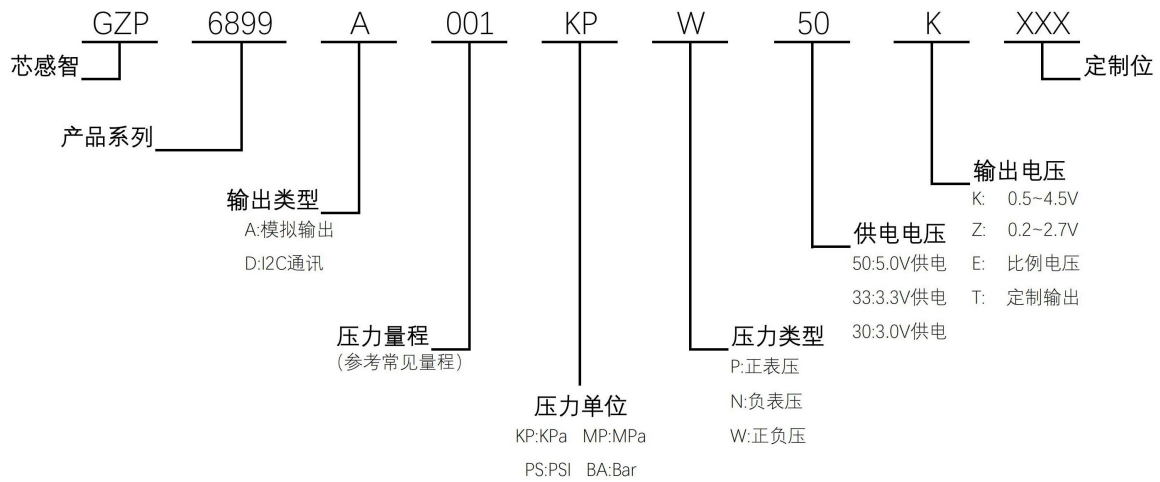 GZP 6899 A 001 KP W 50 K XXX
芯感智
定制位
产品系列
输出类型
A:模拟输出
D:I2C通讯
压力量程
(参考常见量程)
压力单位
KP:KPa MP:MPa
PS:PSI BA:Bar
压力类型
P:正表压
N:负表压
W:正负压
供电电压
50:5.0V供电
33:3.3V供电
30:3.0V供电
输出电压
K: 0.5~4.5V
Z: 0.2~2.7V
E: 比例电压
T: 定制输出